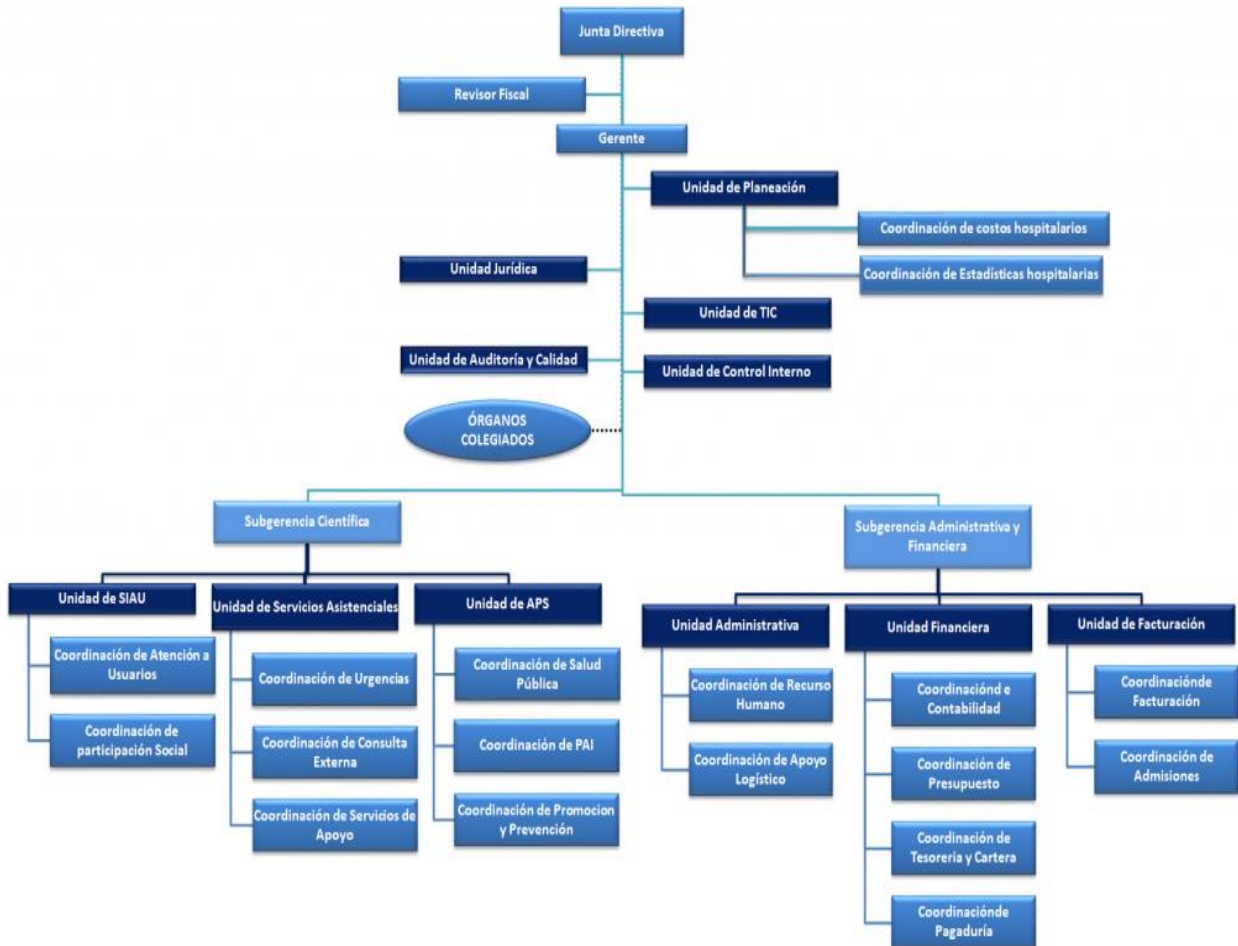 Junta Directiva
Revisor Fiscal
Gerente
Unidad de Planeación
Coordinación de costos hospitalarios
Coordinación de Estadísticas hospitalarias
Unidad Jurídica
Unidad de TIC
Unidad de Auditoría y Calidad
Unidad de Control Interno
ÓRGANOS
COLEGIADOS
Subgerencia Científica
Unidad de SIAU
Coordinación de Atención a
Usuarios
Coordinación de
participación Social
Unidad de Servicios Asistenciales
Coordinación de Urgencias
Coordinación de Consulta
Externa
Coordinación de Servicios de
Apoyo
Unidad de APS
Coordinación de Salud
Pública
Coordinación de PAI
Coordinación de Promocion
y Prevención
Subgerencia Administrativa y
Financiera
Unidad Administrativa
Coordinación de Recurso
Humano
Coordinación de Apoyo
Logístico
Unidad Financiera
Coordinaciónd e
Contabilidad
Coordinación de
Presupuesto
Coordinación de
Tesoreria y Cartera
Coordinaciónde
Pagaduría
Unidad de Facturación
Coordinaciónde
Facturación
Coordinación de
Admisiones